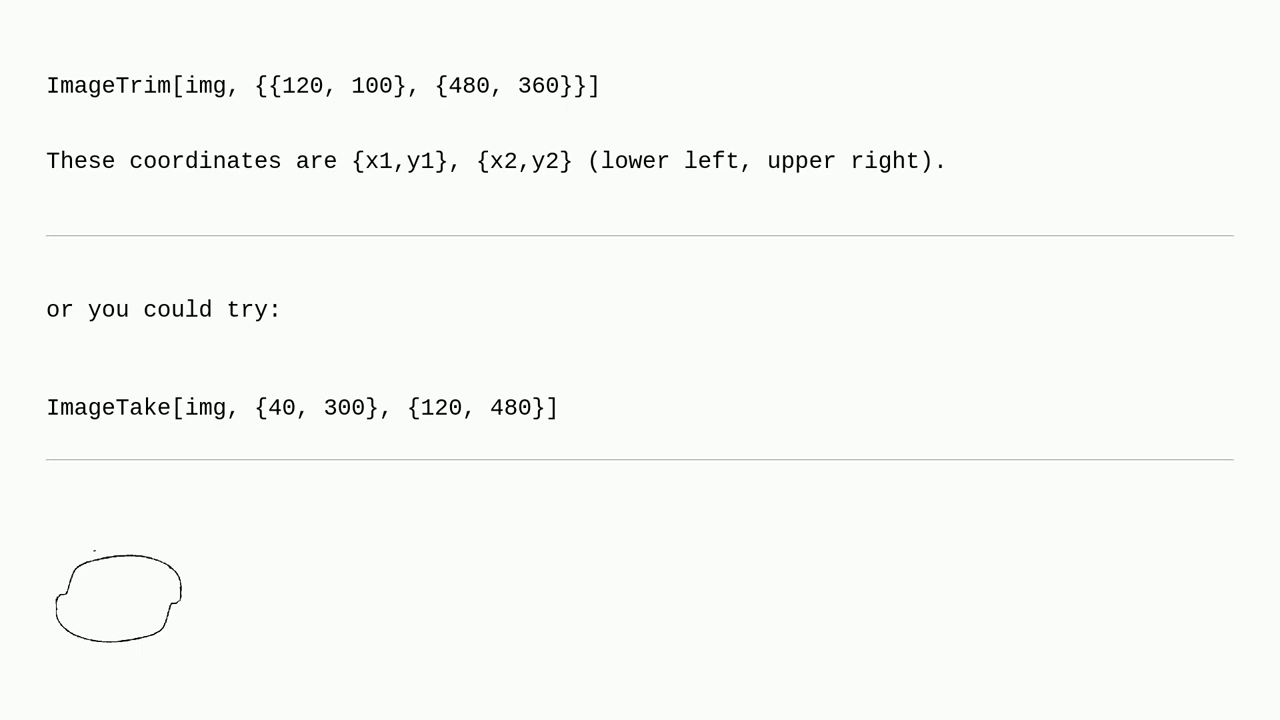 ImageTrim[img, {{120, 100}, {480, 360}}]
These coordinates are {x1,y1}, {x2,y2} (lower left, upper right).
or you could try:
ImageTake[img, {40, 300}, {120, 480}]